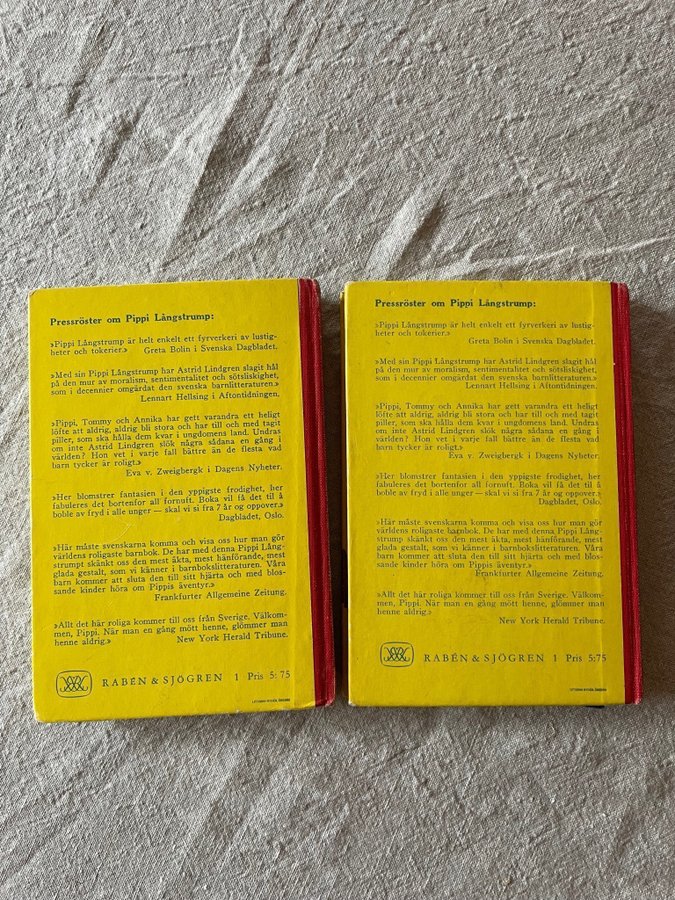 Pressröster om Pippi Långstrump:
»Pippi Långstrump är helt enkelt ett fyrverkeri av lustig-
heter och tokerier.» Greta Bolin i Svenska Dagbladet.
»Med sin Pippi Långstrump har Astrid Lindgren slagit hål
på den mur av moralism, sentimentalitet och sötsliskighet,
som i decennier omgärdat den svenska barnlitteraturen.»
Lennart Hellsing i Aftontidningen.
»Pippi, Tommy och Annika har gett varandra ett heligt
löfte att aldrig, aldrig bli stora och har till och med tagit
piller, som ska hålla dem kvar i ungdomens land. Undras
om inte Astrid Lindgren slök några sådana en gång i
världen? Hon vet i varje fall bättre än de flesta vad
barn tycker är roligt.»
Eva v. Zweigbergk i Dagens Nyheter.
»Her blomstrer fantasien i den yppigste frodighet, her
fabuleres det bortenfor all fornuft. Boka vil få det til å
boble av fryd i alle unger — skal vi si fra 7 år og oppover.»
Dagbladet, Oslo.
»Här måste svenskarna komma och visa oss hur man gör
världens roligaste barnbok. De har med denna Pippi Lång-
strumpt skänkt oss den mest äkta, mest hänförande, mest
glada gestalt, som vi känner i barnbokslitteraturen. Våra
barn kommer att sluta den till sitt hjärta och med blos-
sande kinder höra om Pippis äventyr.»
Frankfurter Allgemeine Zeitung.
»Allt det här roliga kommer till oss från Sverige. Välkom-
men, Pippi. När man en gång mött henne, glömmer man
henne aldrig.» New York Herald Tribune.
RABÉN & SJÖGREN 1 Pris 5:75
Pressröster om Pippi Långstrump:
»Pippi Långstrump är helt enkelt ett fyrverkeri av lustig-
heter och tokerier.»
Greta Bolin i Svenska Dagbladet.
»Med sin Pippi Långstrump har Astrid Lindgren slagit hål
på den mur av moralism, sentimentalitet och sötsliskighet,
som i decennier omgärdat den svenska barnlitteraturen.»
Lennart Hellsing i Aftontidningen.
»Pippi, Tommy och Annika har gett varandra ett heligt
löfte att aldrig, aldrig bli stora och har till och med tagit
piller, som ska hålla dem kvar i ungdomens land. Undras
om inte Astrid Lindgren slök några sådana en gång i
världen? Hon vet i varje fall bättre än de flesta vad
barn tycker är roligt.»
Eva v. Zweigbergk i Dagens Nyheter.
»Her blomstrer fantasien i den yppigste frodighet, her
fabuleres det bortenfor all fornuft. Boka vil få det til å
boble av fryd i alle unger — skal vi si fra 7 år og oppover.»
Dagbladet, Oslo.
»Här måste svenskarna komma och visa oss hur man gör
världens roligaste barnbok. De har med denna Pippi Lång-
strump skänkt oss den mest äkta, mest hänförande, mest
glada gestalt, som vi känner i barnbokslitteraturen. Våra
barn kommer att sluta den till sitt hjärta och med blos-
sande kinder höra om Pippis äventyr.»
Frankfurter Allgemeine Zeitung.
»Allt det här roliga kommer till oss från Sverige. Välkom-
men, Pippi. När man en gång mött henne, glömmer man
henne aldrig.»
New York Herald Tribune.
RABÉN & SJÖGREN 1 Pris 5:75